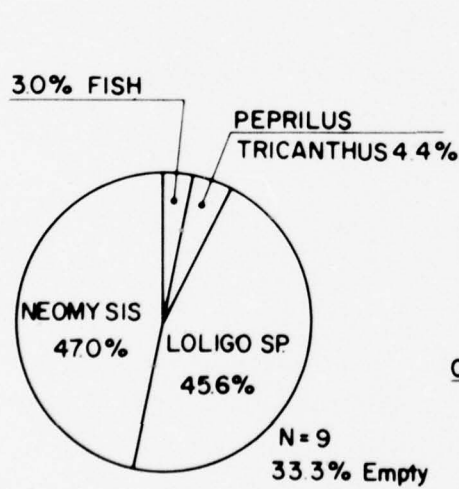 3.0% FISH
PEPRILUS
TRICANTHUS 4.4%
NEOMYSIS
47.0%
LOLIGO SP.
45.6%
N = 9
33.3% Empty